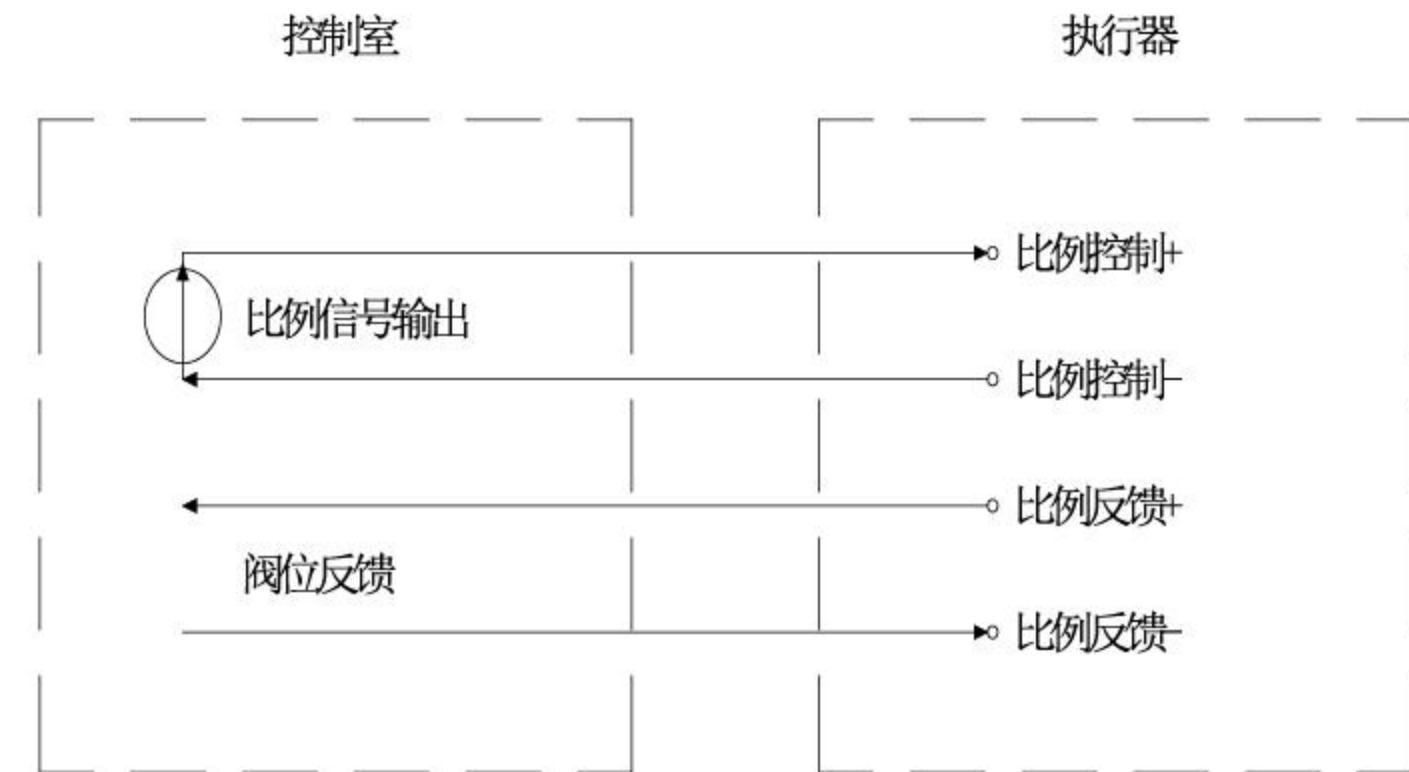 控制室
执行器
比例控制+
比例信号输出
比例控制-
比例反馈+
阀位反馈
比例反馈-